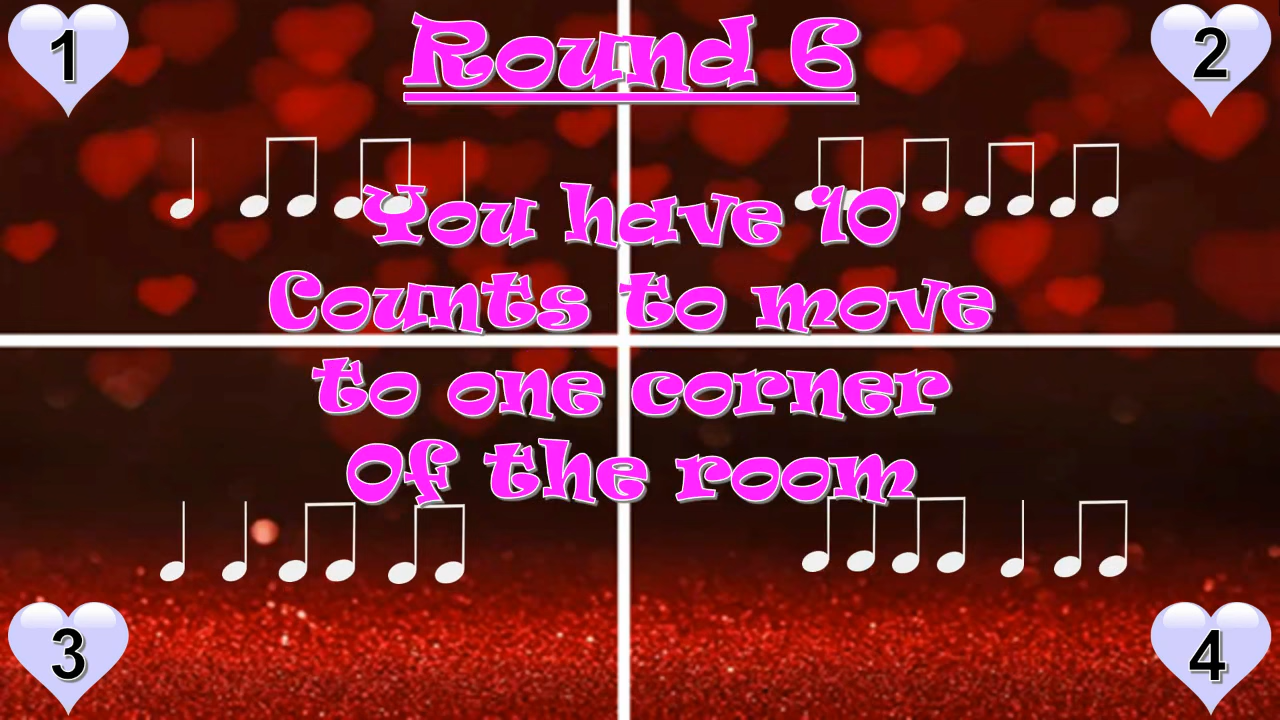 1
Round 6
2
You have 10
Counts to move
to one corner
Of the room
3
4